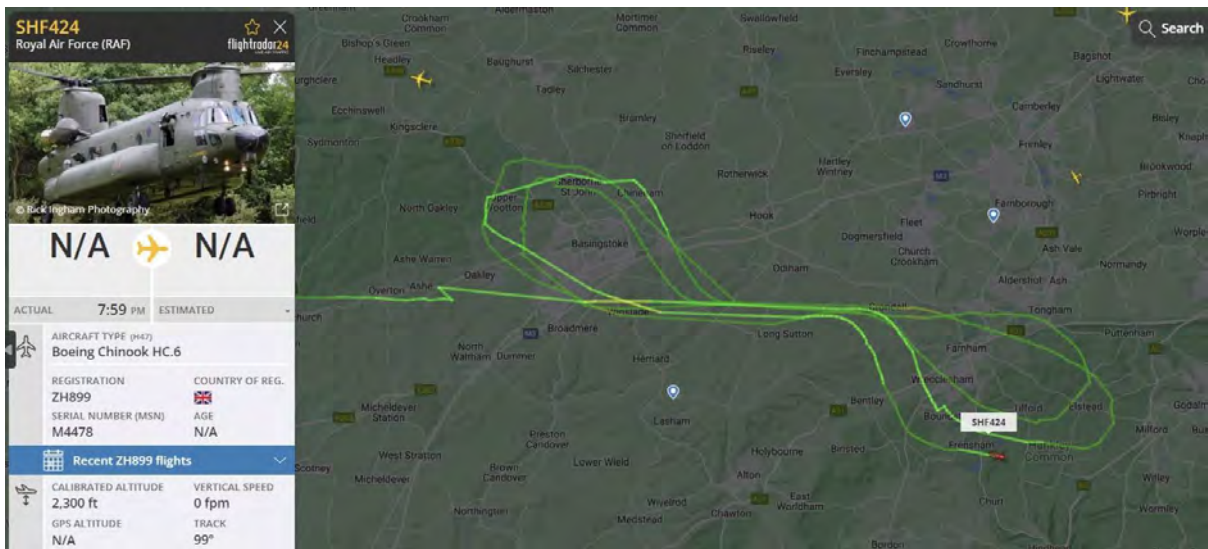 SHF424
Royal Air Force (RAF)
flightradar24
© Rick Ingham Photography
N/A N/A
ACTUAL 7:59 PM ESTIMATED -
AIRCRAFT TYPE (H47)
Boeing Chinook HC.6
REGISTRATION COUNTRY OF REG.
ZH899
SERIAL NUMBER (MSN) AGE
M4478 N/A
Recent ZH899 flights
CALIBRATED ALTITUDE VERTICAL SPEED
2,300 ft 0 fpm
GPS ALTITUDE TRACK
N/A 99°
Search
Crookham
Common
Aldermaston
Mortimer
Common
Swallowfield
Bishop's Green
Headley
Baughurst
Silchester
Tadley
Riseley
Finchampstead
Crowthorne
Bagshot
Eversley
Sandhurst
Lightwater
Camberley
Bisley
Ecchinswell
Kingsclere
Bramley
Sherfield
on Loddon
Frimley
Sydmonton
Rotherwick
Hartley
Wintney
M3
Brookwood
Pirbright
Sherborne
St John
Chineham
North Oakley
Hook
Fleet
Farnborough
Dogmersfield
Church
Crookham
Ash Vale
Basingstoke
Ashe Warren
Oakley
Odiham
Aldershot
Ash
Normandy
Overton
Ashe
Crondall
Tongham
Puttenham
Broadmere
Long Sutton
North
Waltham
Dummer
Herriard
Farnham
Wrecclesham
Micheldever
Station
Lasham
Bentley
Tilford
Elstead
SHF424
Milford
Preston
Candover
Binsted
Frensham
Hankley
Common
West Stratton
Holybourne
Brown
Candover
Lower Wield
Alton
Witley
Micheldever
Churt
Wivelrod
East
Worldham
Wormley
Northington
Medstead
Chawton
Bordon